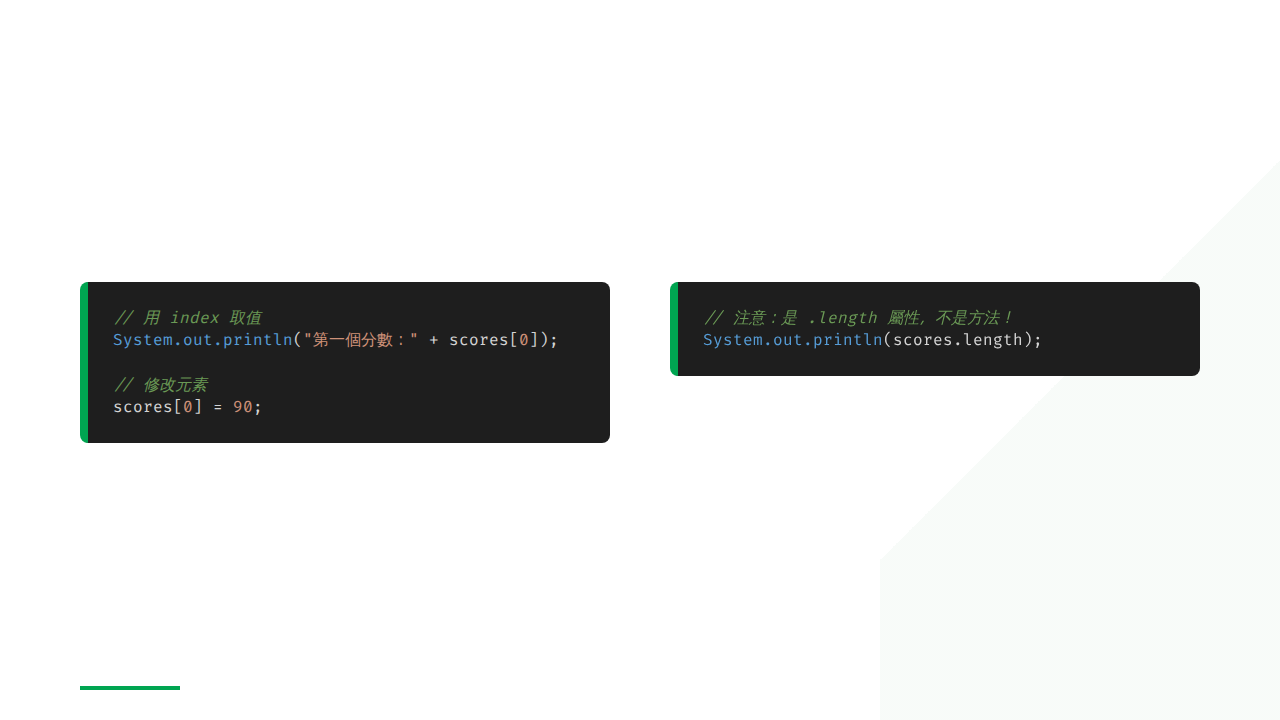 // 用 index 取值
System.out.println("第一個分數：" + scores[0]);
// 修改元素
scores[0] = 90;
// 注意：是 .length 屬性，不是方法！
System.out.println(scores.length);